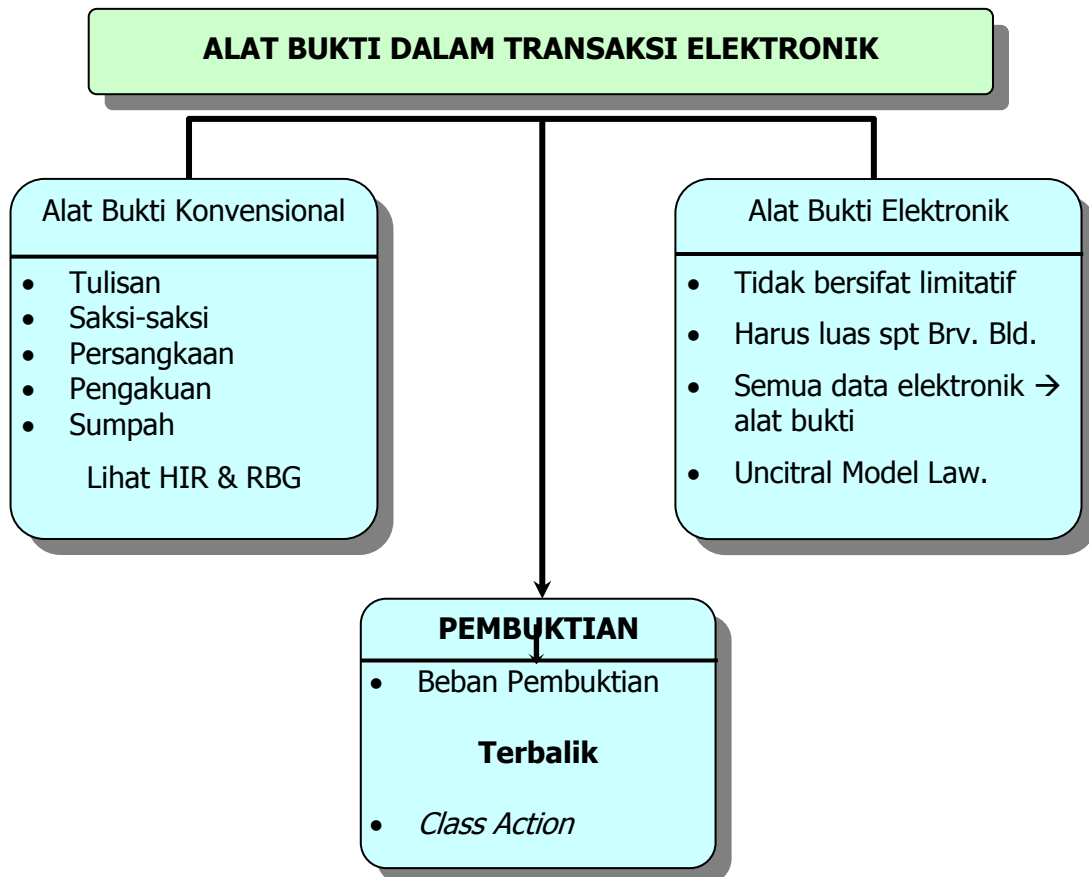 ALAT BUKTI DALAM TRANSAKSI ELEKTRONIK
Alat Bukti Konvensional
• Tulisan
• Saksi-saksi
• Persangkaan
• Pengakuan
• Sumpah
Lihat HIR & RBG
Alat Bukti Elektronik
• Tidak bersifat limitatif
• Harus luas spt Brv. Bld.
• Semua data elektronik →
alat bukti
• Uncitral Model Law.
PEMBUKTIAN
• Beban Pembuktian
Terbalik
• Class Action